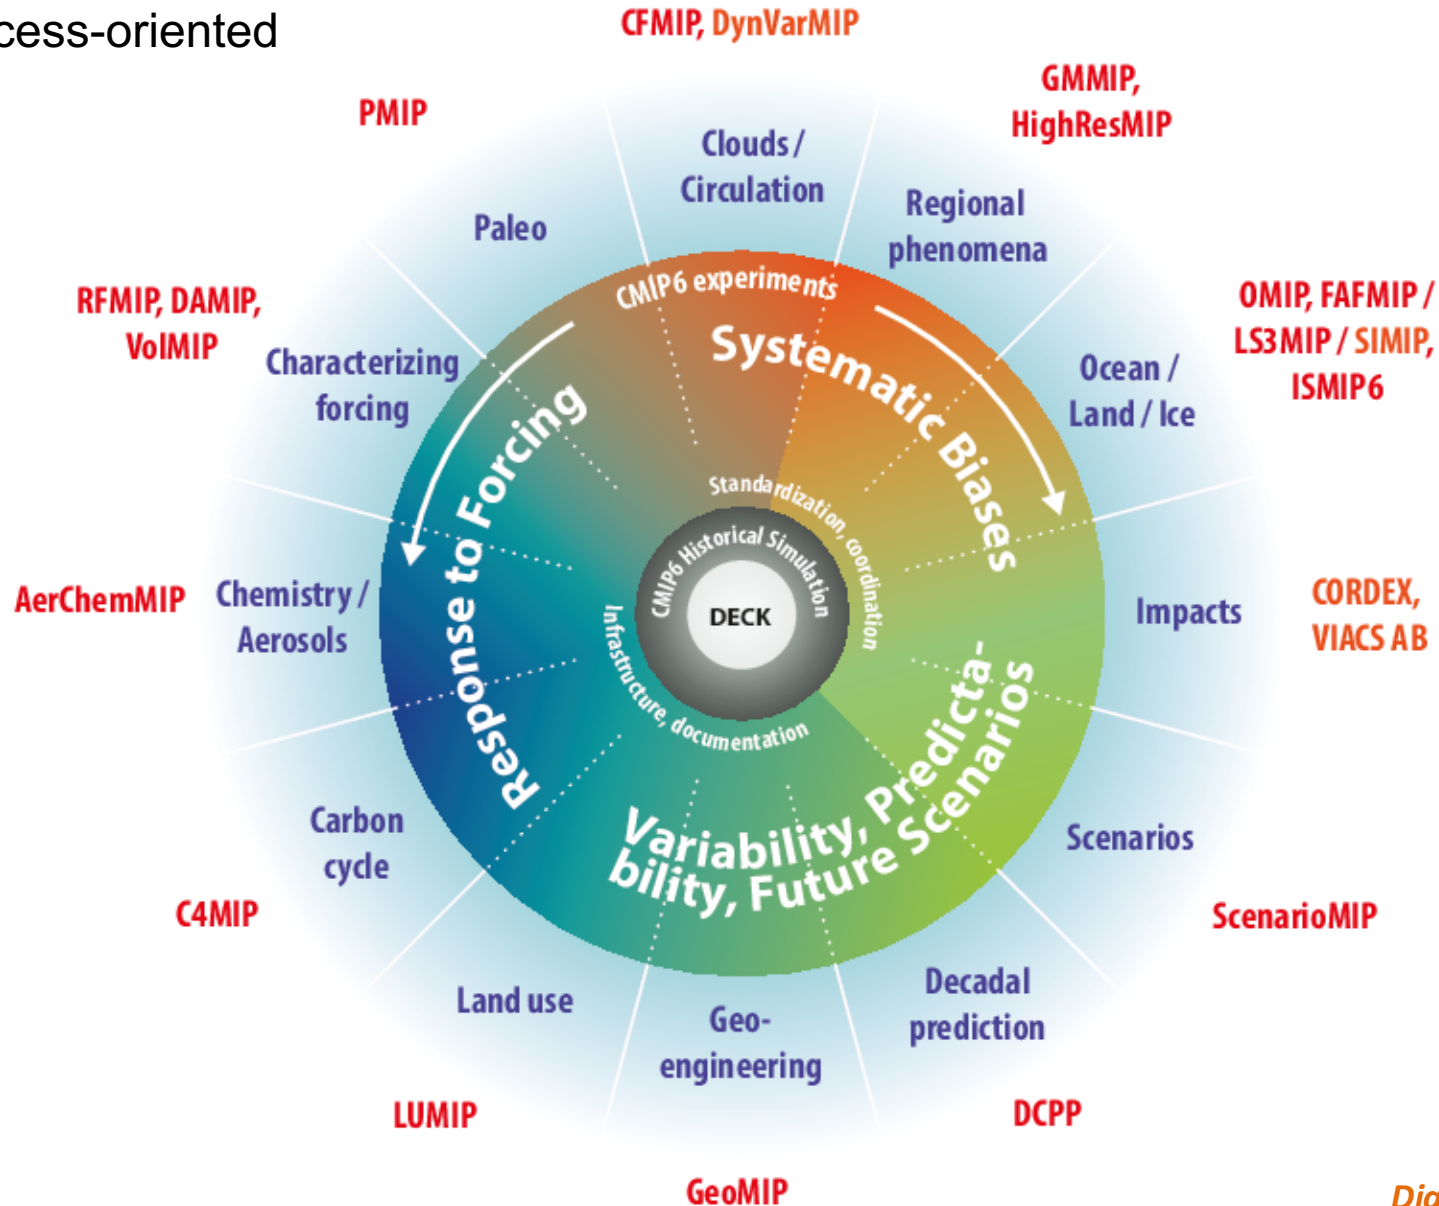 cess-oriented
CFMIP, DynVarMIP
GMMIP,
HighResMIP
PMIP
Clouds /
Circulation
Regional
phenomena
Paleo
CMIP6 experiments
RFMIP, DAMIP,
VolMIP
OMIP, FAFMIP /
LS3MIP / SIMIP,
ISMIP6
Characterizing
forcing
Ocean /
Land / Ice
Systematic Biases
Response to Forcing
Standardization, coordination
CMIP6 Historical Simulation
DECK
Infrastructure, documentation
AerChemMIP
Chemistry /
Aerosols
Impacts
CORDEX,
VIACS AB
Variability, Predicta-
bility, Future Scenarios
Carbon
cycle
Scenarios
C4MIP
ScenarioMIP
Land use
Geo-
engineering
Decadal
prediction
LUMIP
DCPP
GeoMIP
Dia